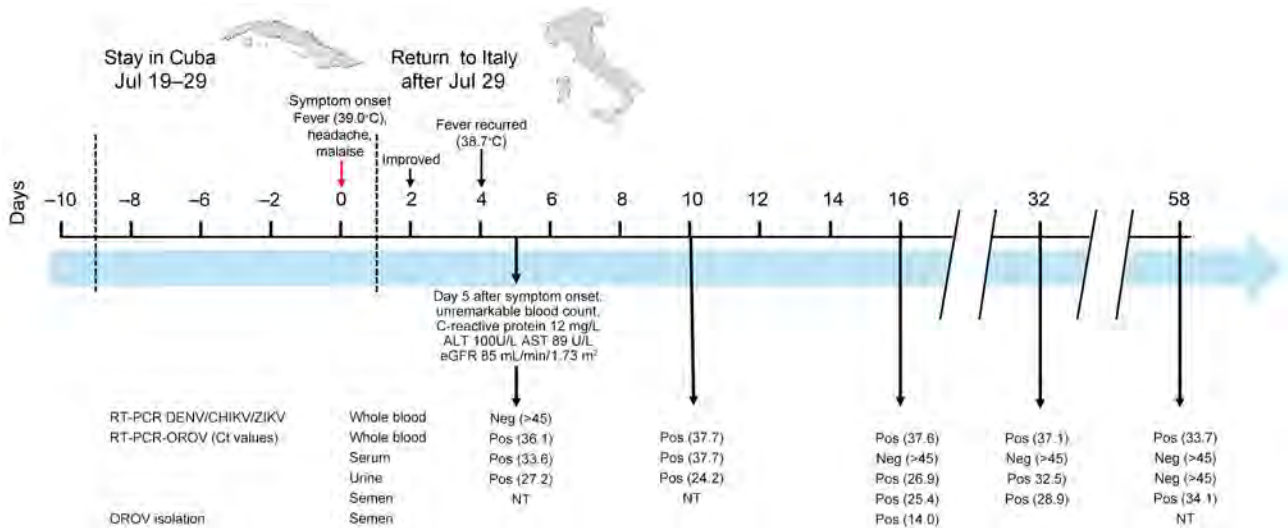 Stay in Cuba
Jul 19–29
Return to Italy
after Jul 29
Symptom onset
Fever (39.0°C),
headache,
malaise
Improved
Fever recurred
(38.7°C)
Days
–10 –8 –6 –4 –2 0 2 4 6 8 10 12 14 16 32 58
Day 5 after symptom onset:
unremarkable blood count,
C-reactive protein 12 mg/L
ALT 100U/L AST 89 U/L
eGFR 85 mL/min/1.73 m²
RT-PCR DENV/CHIKV/ZIKV Whole blood Neg (>45)
RT-PCR-OROV (Ct values) Whole blood Pos (36.1) Pos (37.7) Pos (37.6) Pos (37.1) Pos (33.7)
Serum Pos (33.6) Pos (37.7) Neg (>45) Neg (>45) Neg (>45)
Urine Pos (27.2) Pos (24.2) Pos (26.9) Pos 32.5) Neg (>45)
Semen NT NT Pos (25.4) Pos (28.9) Pos (34.1)
OROV isolation Semen Pos (14.0) NT